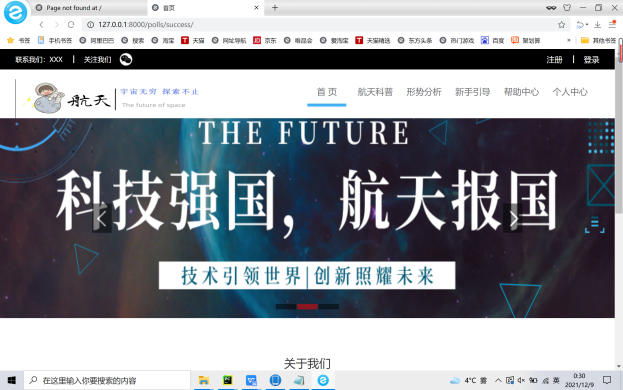 Page not found at /
首页
127.0.0.1:8000/polls/success/
书签 手机书签 阿里巴巴 搜索 淘宝 天猫 网址导航 京东 唯品会 爱淘宝 天猫精选 东方头条 热门游戏 百度 聚划算 » 其他书签
联系我们：XXX | 关注我们 注册 | 登录
航天 宇宙无穷 探索不止
The future of space
首 页 航天科普 形势分析 新手引导 帮助中心 个人中心
THE FUTURE
科技强国，航天报国
技术引领世界|创新照耀未来
关于我们
在这里输入你要搜索的内容
4°C 雾 英 0:30
2021/12/9